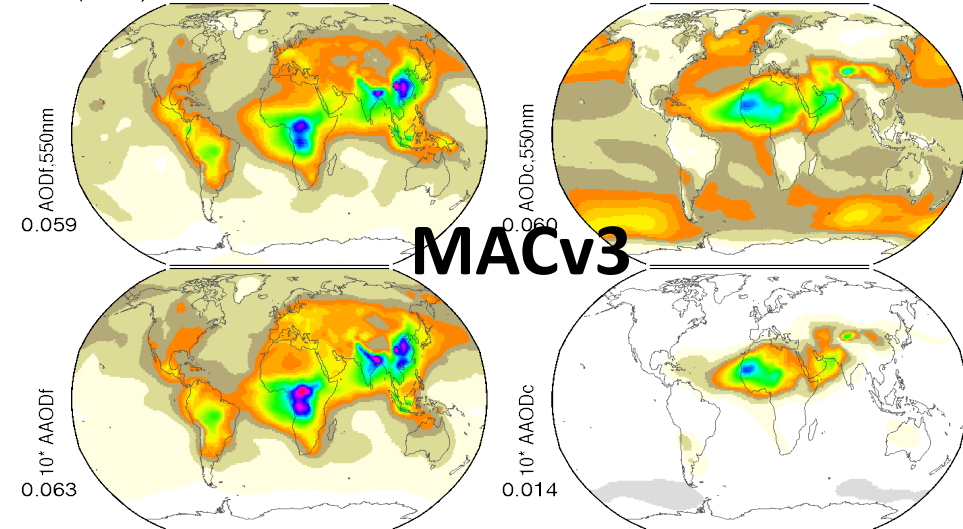 AODf,550nm
0.059
AODc,550nm
0.060
MACv3
10* AAODf
0.063
10* AAODc
0.014